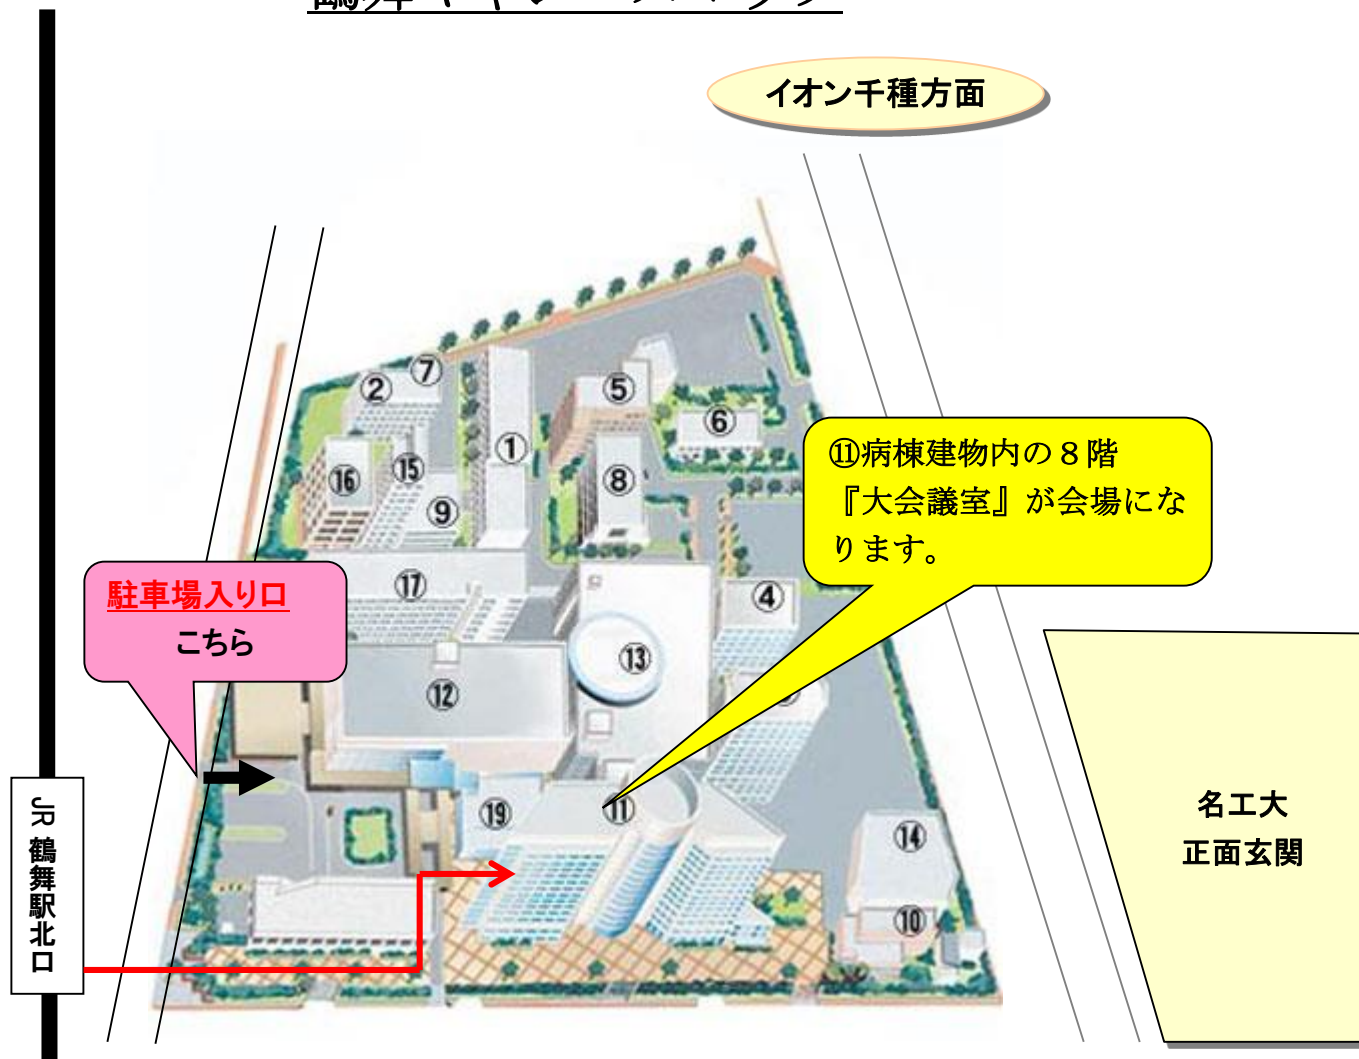 イオン千種方面
⑦
②
⑤
⑥
①
⑮
⑯
⑧
⑨
⑪病棟建物内の８階
『大会議室』が会場にな
ります。
駐車場入り口
こちら
⑰
④
⑬
⑫
⑲
⑪
⑭
⑩
JR 鶴舞駅北口
名工大
正面玄関